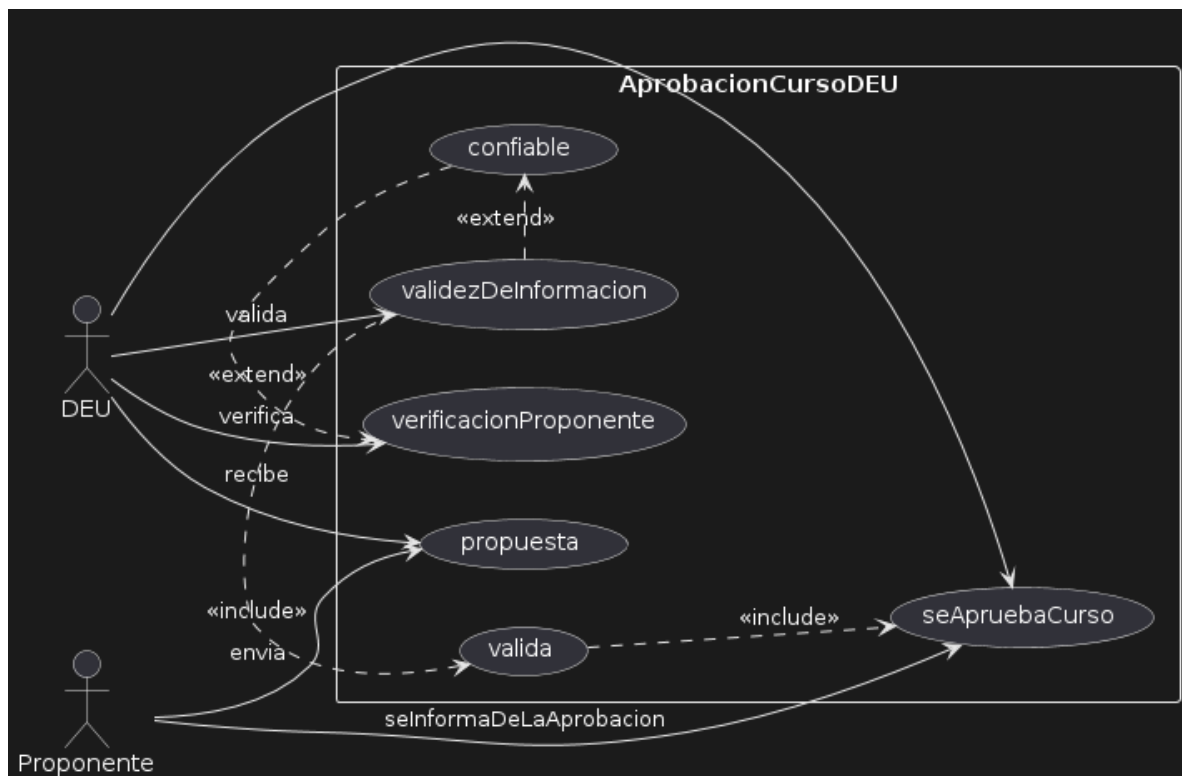 AprobacionCursoDEU
confiable
«extend»
validezDeInformacion
valida
DEU
«extend»
verifica
verificacionProponente
recibe
propuesta
«include»
«include»
seApruebaCurso
envia
valida
seInformaDeLaAprobacion
Proponente